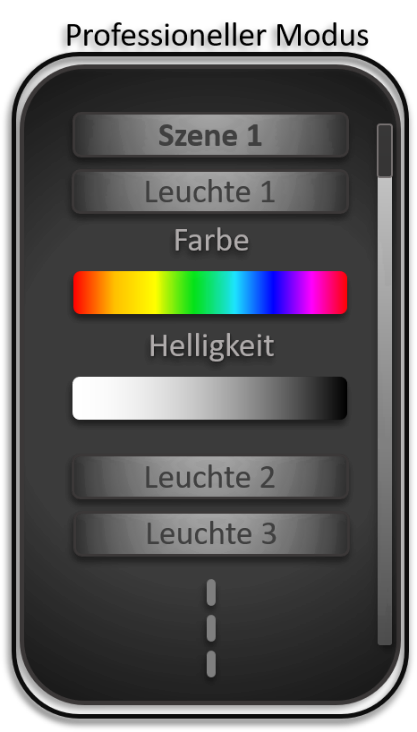 Professioneller Modus
Szene 1
Leuchte 1
Farbe
Helligkeit
Leuchte 2
Leuchte 3